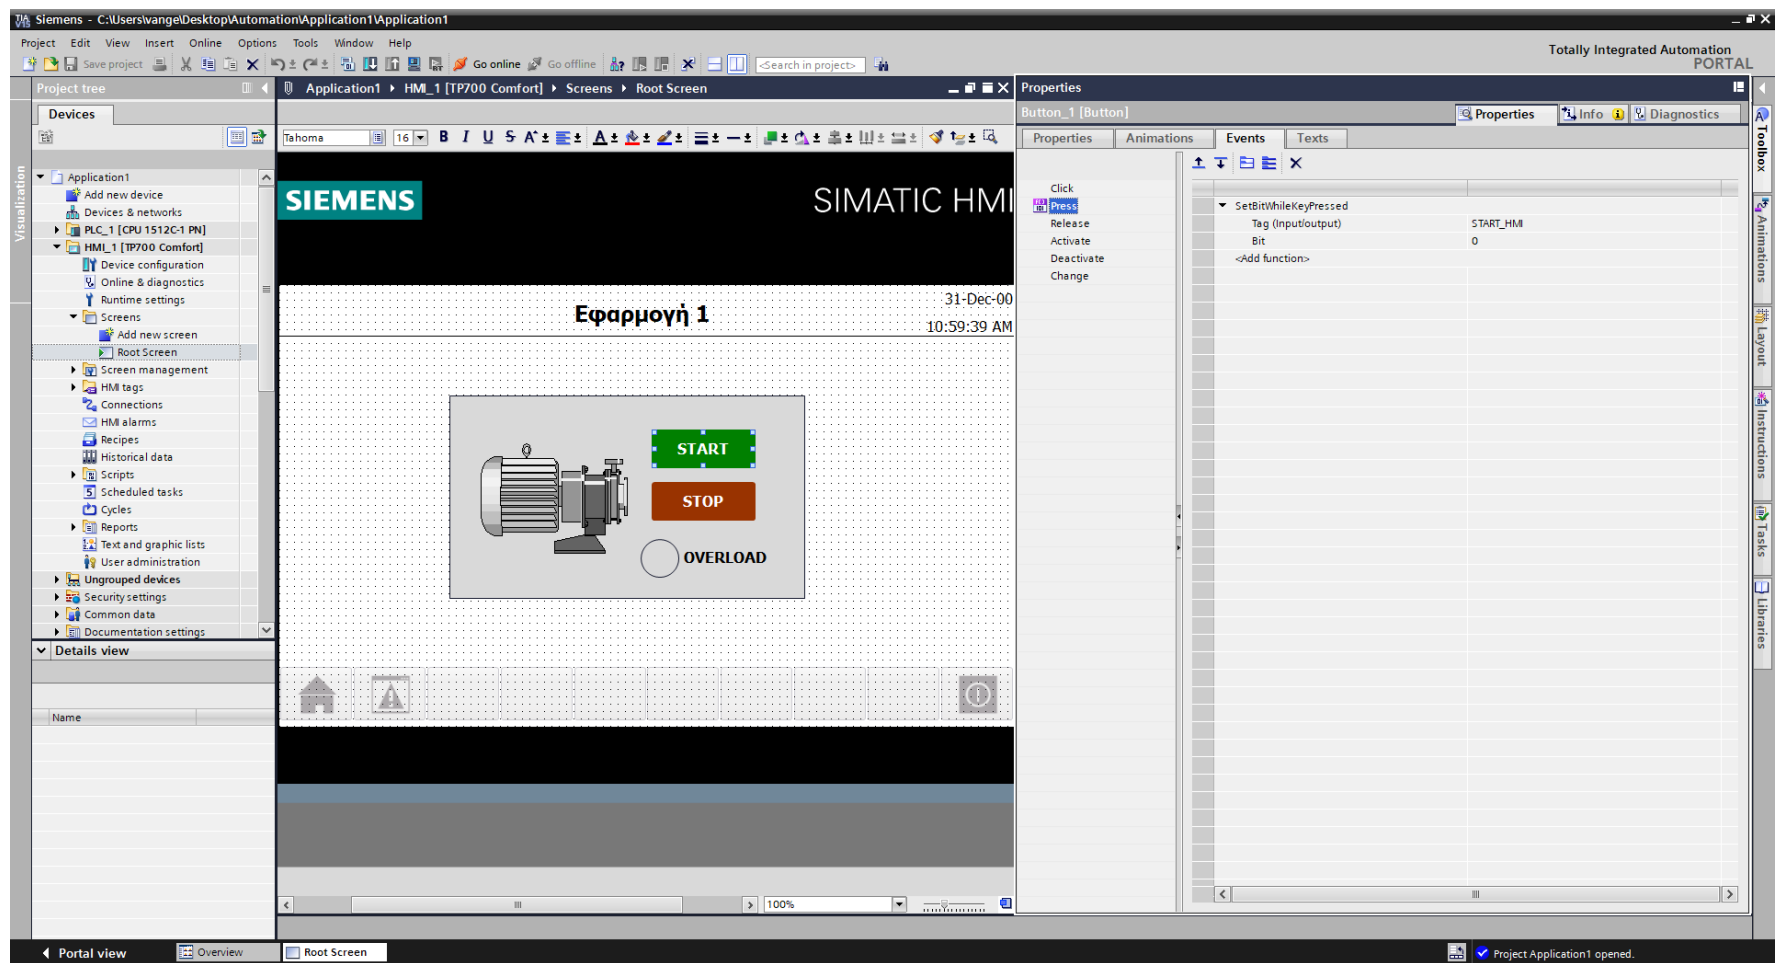 Siemens - C:\Users\vange\Desktop\Automation\Application1\Application1
Project Edit View Insert Online Options Tools Window Help
Totally Integrated Automation
PORTAL
Save project
Go online
Go offline
<Search in project>
Project tree
Devices
Visualization
Application1
Add new device
Devices & networks
PLC_1 [CPU 1512C-1 PN]
HMI_1 [TP700 Comfort]
Device configuration
Online & diagnostics
Runtime settings
Screens
Add new screen
Root Screen
Screen management
HMI tags
Connections
HMI alarms
Recipes
Historical data
Scripts
Scheduled tasks
Cycles
Reports
Text and graphic lists
User administration
Ungrouped devices
Security settings
Common data
Documentation settings
Details view
Name
Application1 HMI_1 [TP700 Comfort] Screens Root Screen
Tahoma
16
B I U S
SIEMENS
SIMATIC HMI
Εφαρμογή 1
31-Dec-00
10:59:39 AM
START
STOP
OVERLOAD
100%
Properties
Button_1 [Button]
Properties
Info
Diagnostics
Properties
Animations
Events
Texts
Click
Press
Release
Activate
Deactivate
Change
SetBitWhileKeyPressed
Tag (Input/output) START_HMI
Bit 0
<Add function>
Toolbox
Animations
Layout
Instructions
Tasks
Libraries
Portal view
Overview
Root Screen
Project Application1 opened.